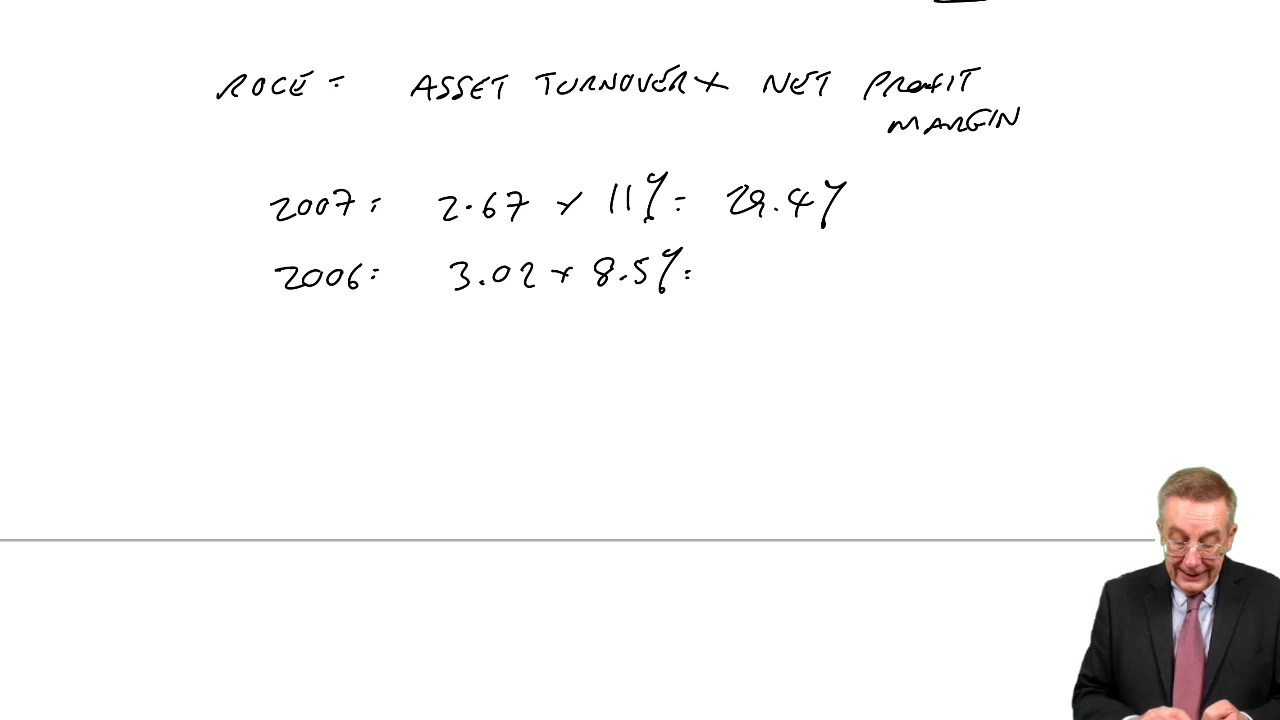 ROCE = ASSET TURNOVER × NET PROFIT
MARGIN
2007: 2.67 × 11% = 29.4%
2006: 3.02 × 8.5% =